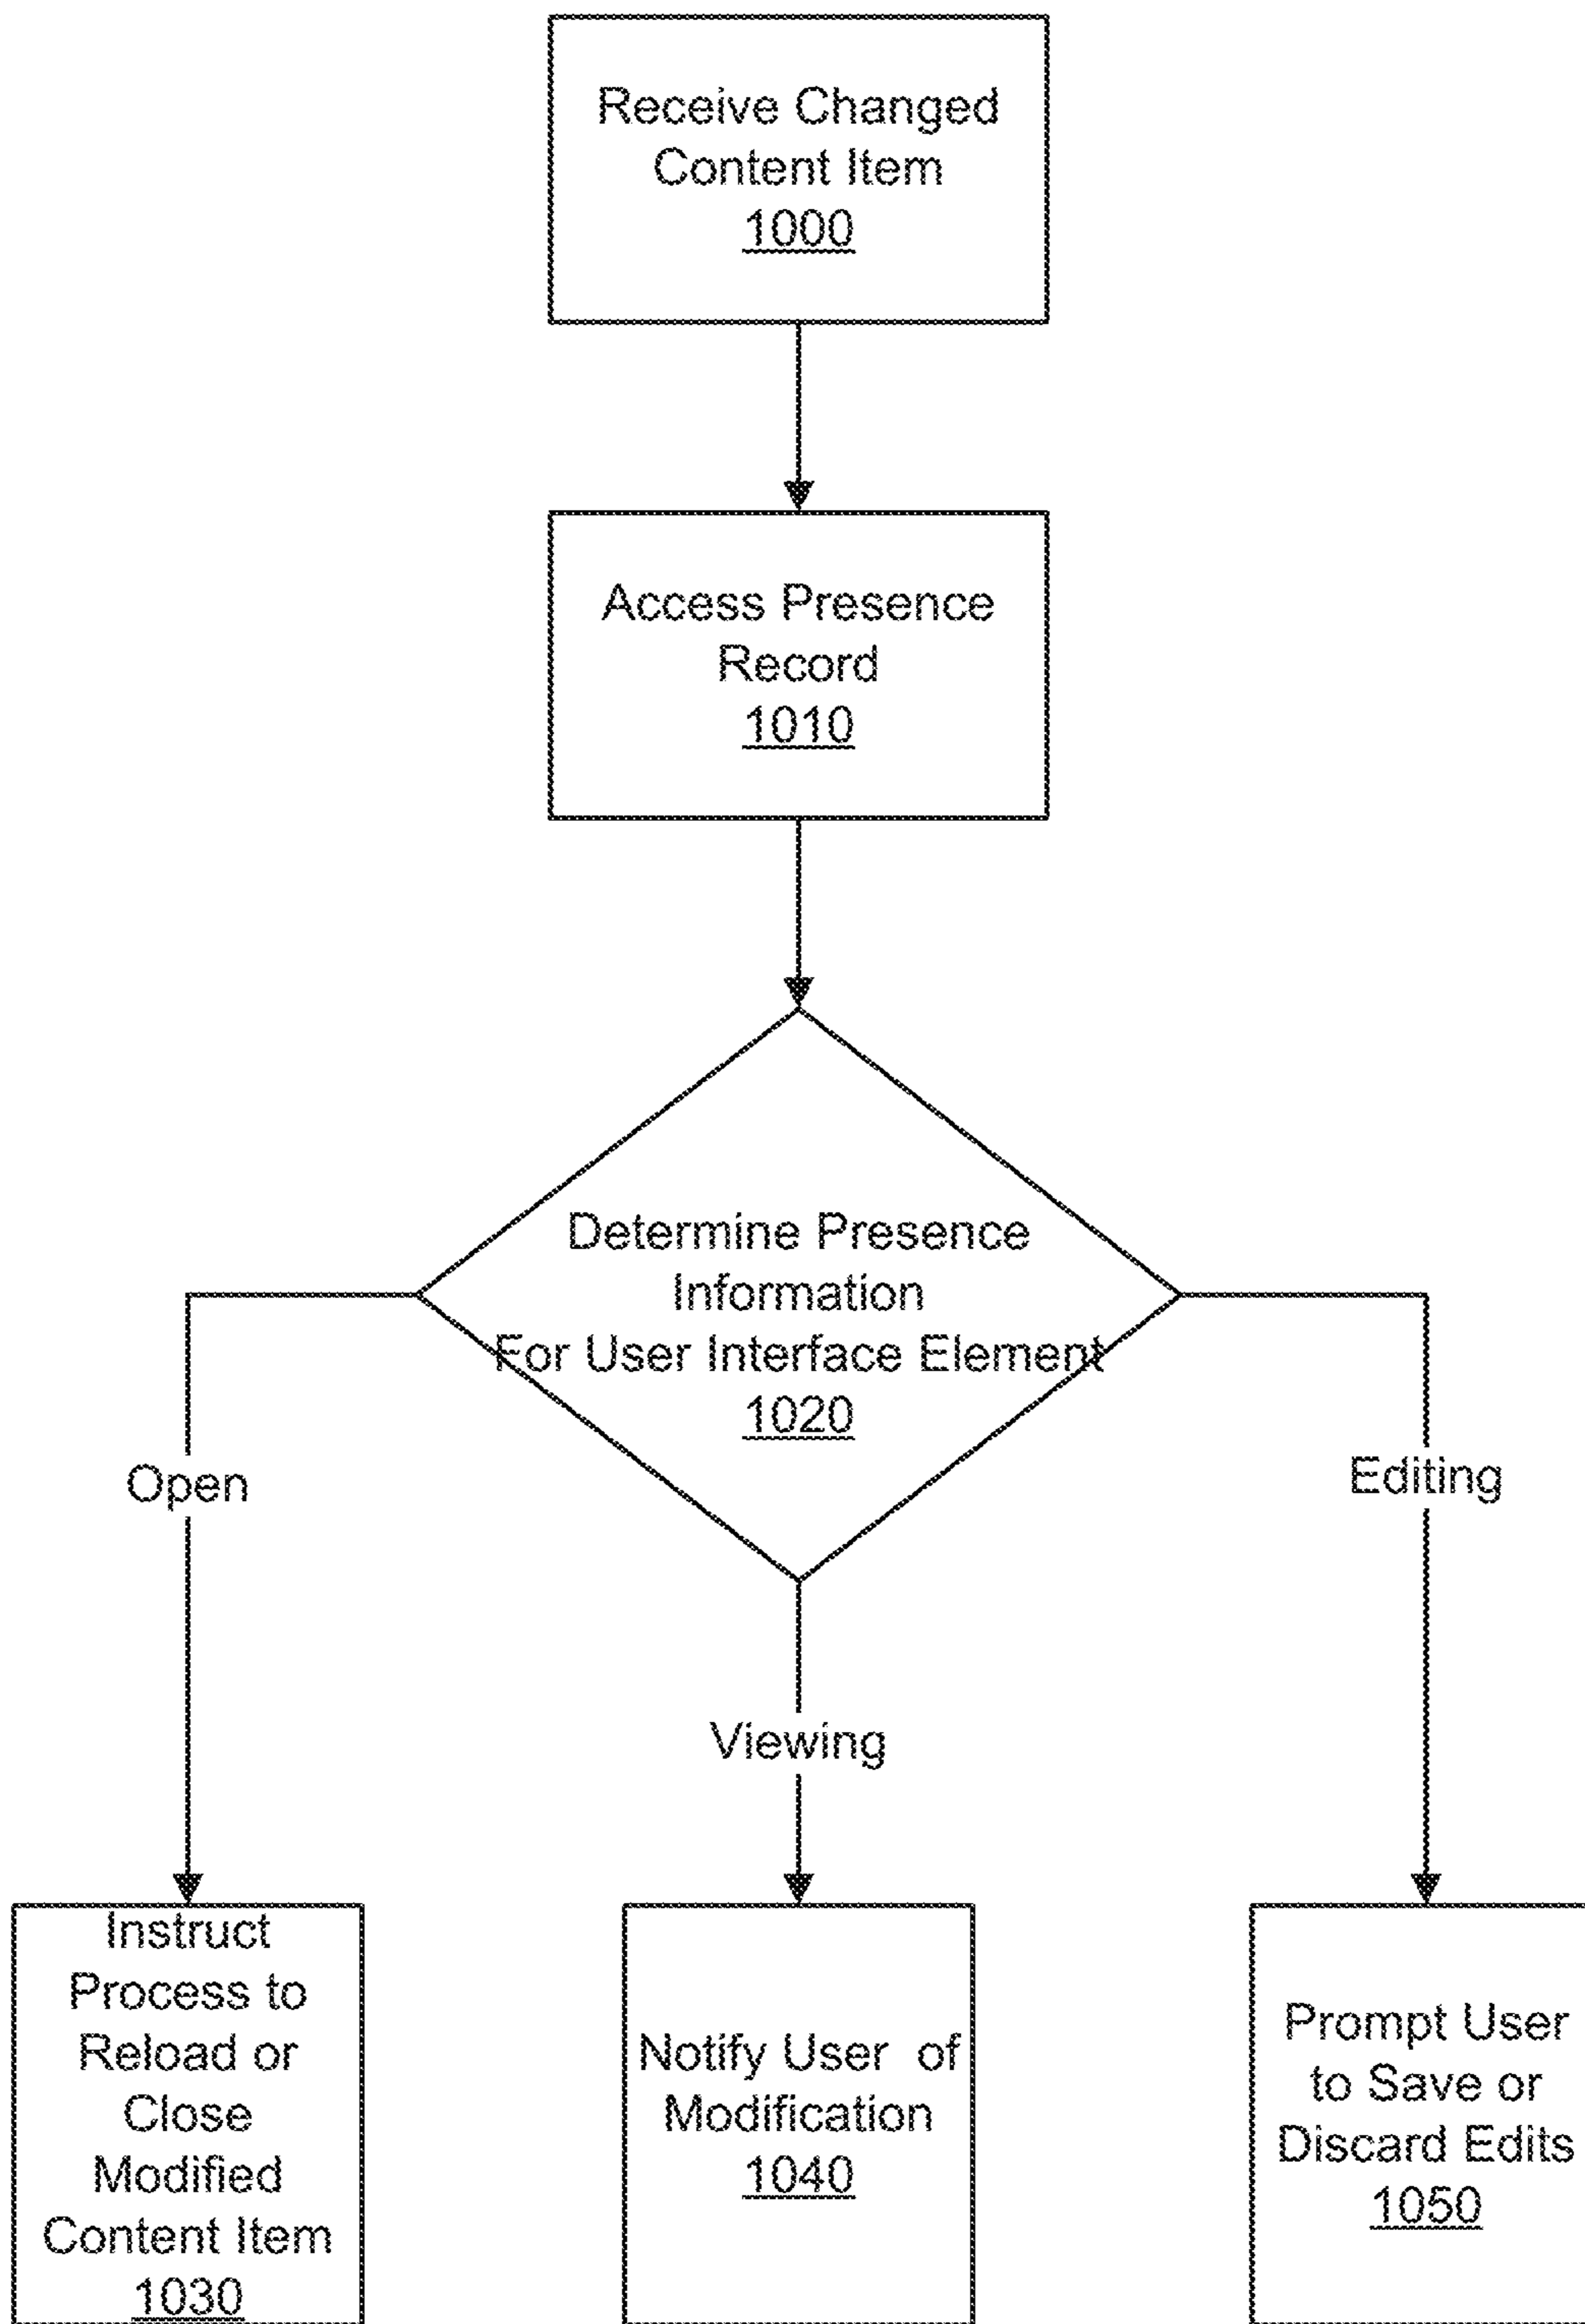 Receive Changed
Content Item
1000
Access Presence
Record
1010
Determine Presence
Information
For User Interface Element
1020
Open
Editing
Viewing
Instruct
Process to
Reload or
Close
Modified
Content Item
1030
Notify User of
Modification
1040
Prompt User
to Save or
Discard Edits
1050